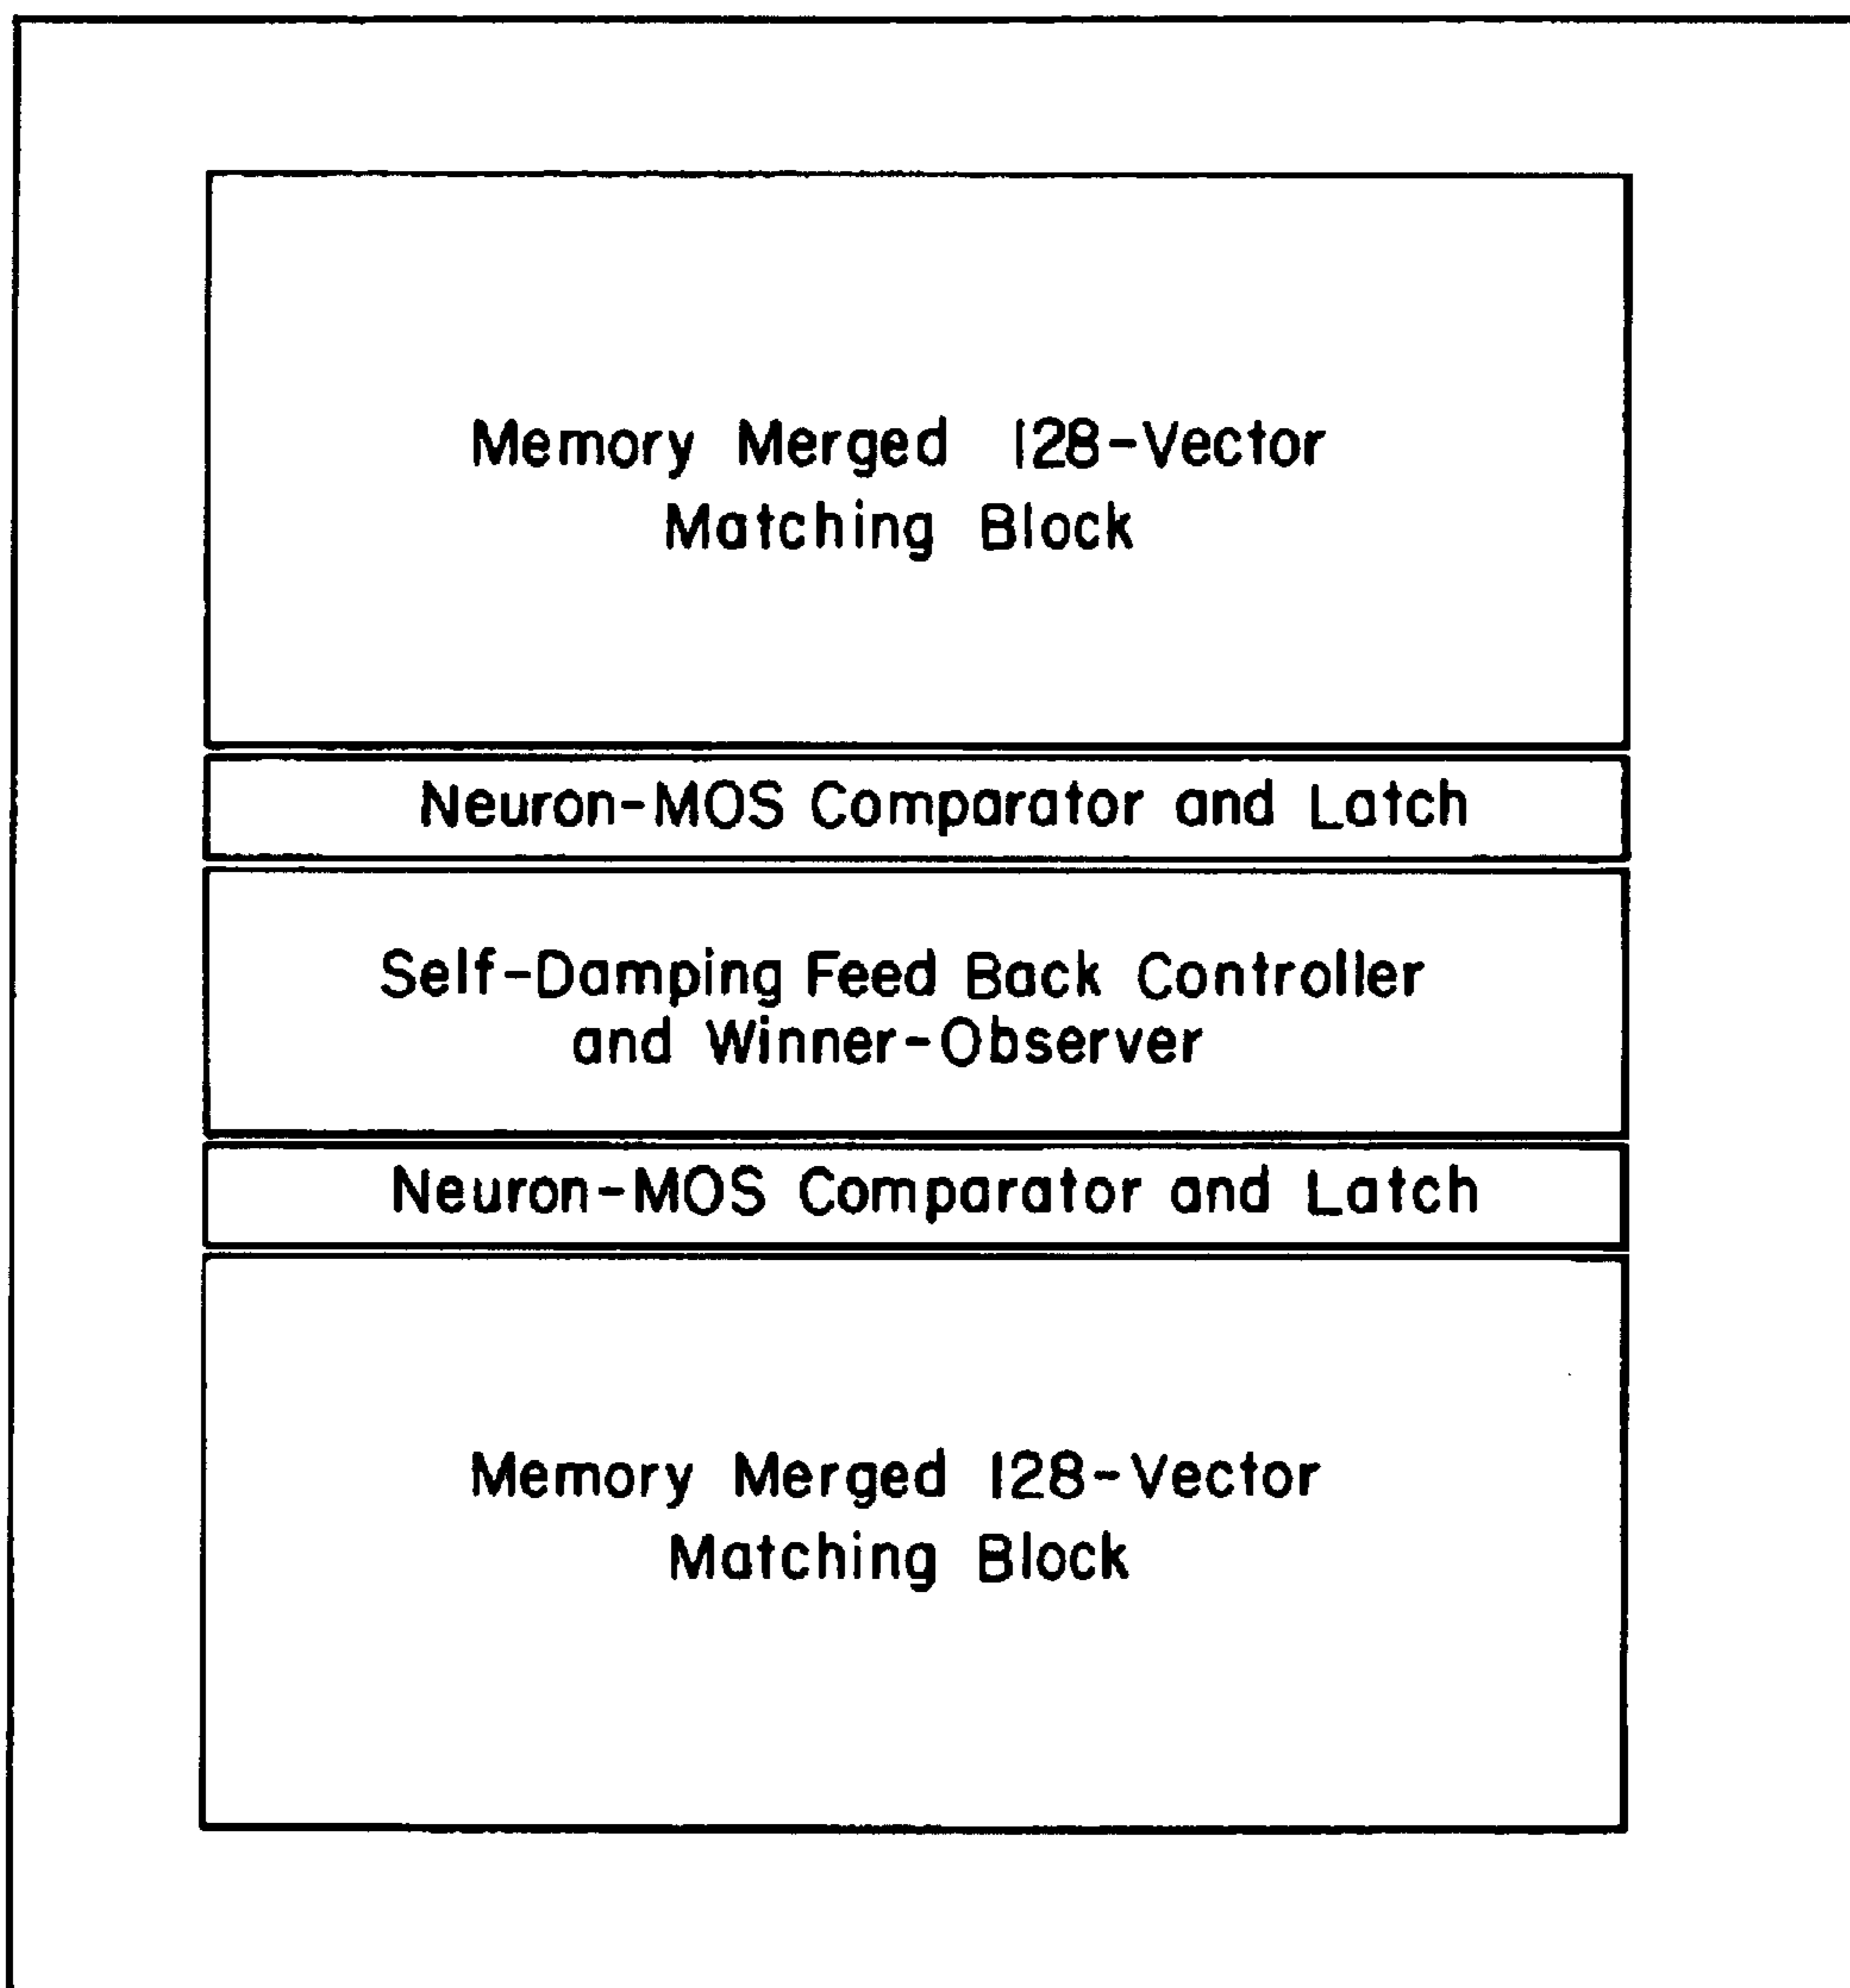 Memory Merged 128-Vector
Matching Block
Neuron-MOS Comparator and Latch
Self-Damping Feed Back Controller
and Winner-Observer
Neuron-MOS Comparator and Latch
Memory Merged 128-Vector
Matching Block